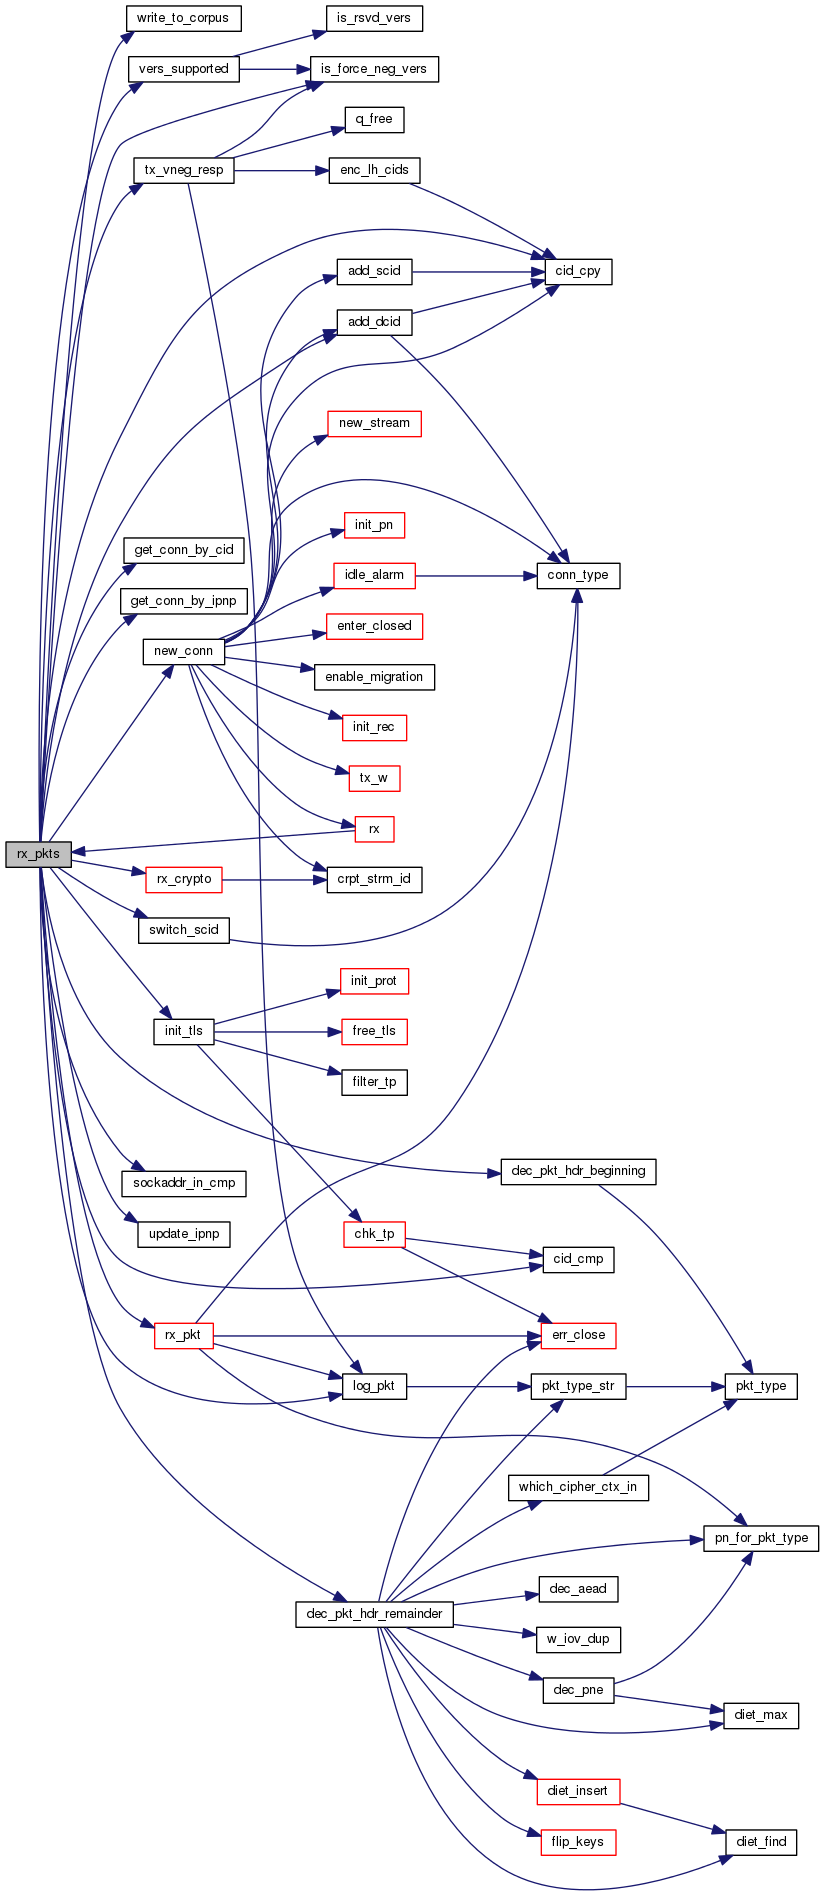 write_to_corpus
is_rsvd_vers
vers_supported
is_force_neg_vers
q_free
tx_vneg_resp
enc_lh_cids
add_scid
cid_cpy
add_dcid
new_stream
init_pn
get_conn_by_cid
idle_alarm
conn_type
get_conn_by_ipnp
enter_closed
new_conn
enable_migration
init_rec
tx_w
rx
rx_pkts
rx_crypto
crpt_strm_id
switch_scid
init_prot
init_tls
free_tls
filter_tp
dec_pkt_hdr_beginning
sockaddr_in_cmp
update_ipnp
chk_tp
cid_cmp
rx_pkt
err_close
log_pkt
pkt_type_str
pkt_type
which_cipher_ctx_in
pn_for_pkt_type
dec_aead
dec_pkt_hdr_remainder
w_iov_dup
dec_pne
diet_max
diet_insert
flip_keys
diet_find